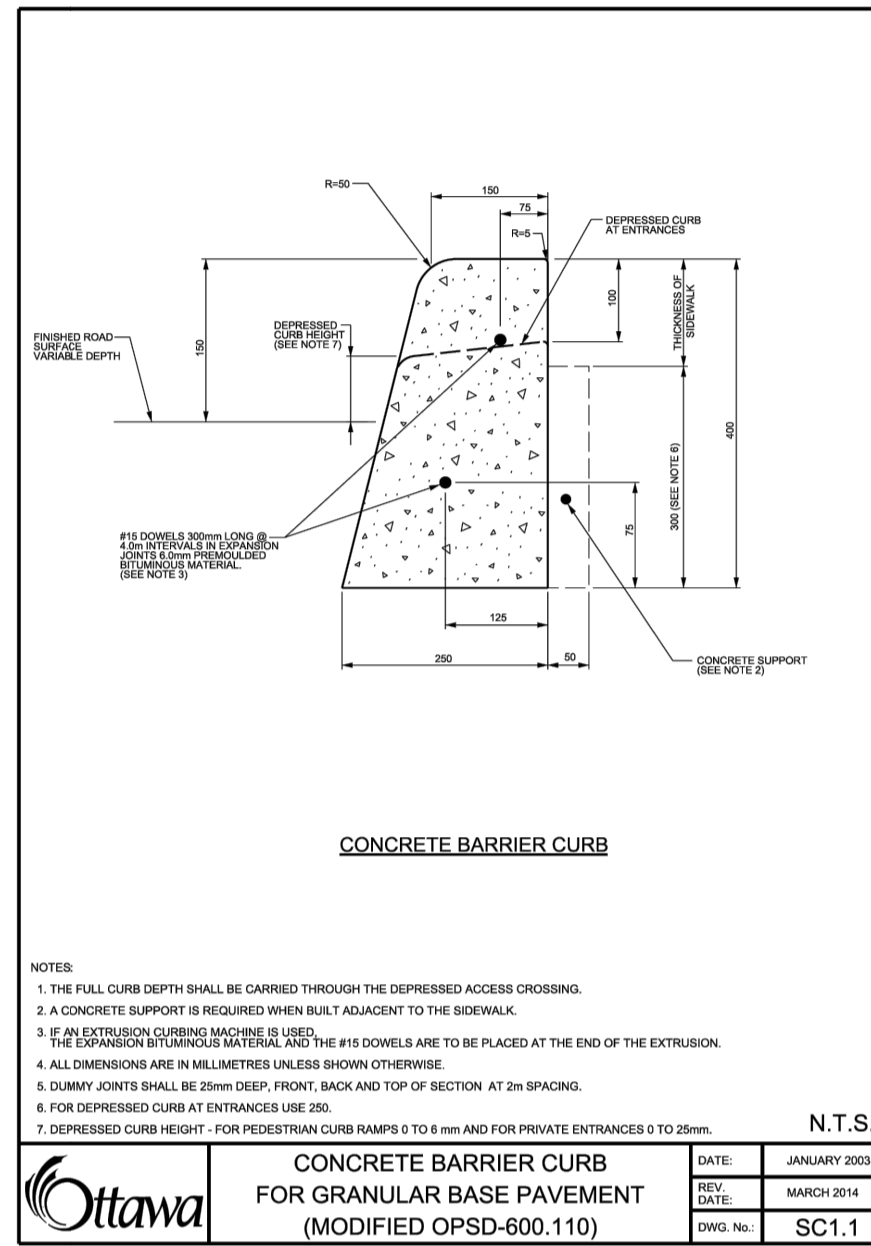 R=50
150
75
R=5
DEPRESSED CURB
AT ENTRANCES
FINISHED ROAD
SURFACE
VARIABLE DEPTH
150
DEPRESSED
CURB HEIGHT
(SEE NOTE 7)
100
THICKNESS OF
SIDEWALK
400
300 (SEE NOTE 6)
75
#15 DOWELS 300mm LONG @
4.0m INTERVALS IN EXPANSION
JOINTS 6.0mm PREMOULDED
BITUMINOUS MATERIAL.
(SEE NOTE 3)
125
250
50
CONCRETE SUPPORT
(SEE NOTE 2)
CONCRETE BARRIER CURB
NOTES:
1. THE FULL CURB DEPTH SHALL BE CARRIED THROUGH THE DEPRESSED ACCESS CROSSING.
2. A CONCRETE SUPPORT IS REQUIRED WHEN BUILT ADJACENT TO THE SIDEWALK.
3. IF AN EXTRUSION CURBING MACHINE IS USED,
THE EXPANSION BITUMINOUS MATERIAL AND THE #15 DOWELS ARE TO BE PLACED AT THE END OF THE EXTRUSION.
4. ALL DIMENSIONS ARE IN MILLIMETRES UNLESS SHOWN OTHERWISE.
5. DUMMY JOINTS SHALL BE 25mm DEEP, FRONT, BACK AND TOP OF SECTION AT 2m SPACING.
6. FOR DEPRESSED CURB AT ENTRANCES USE 250.
7. DEPRESSED CURB HEIGHT - FOR PEDESTRIAN CURB RAMPS 0 TO 6 mm AND FOR PRIVATE ENTRANCES 0 TO 25mm.
N.T.S.
Ottawa
CONCRETE BARRIER CURB
FOR GRANULAR BASE PAVEMENT
(MODIFIED OPSD-600.110)
DATE: JANUARY 2003
REV.
DATE: MARCH 2014
DWG. No.: SC1.1